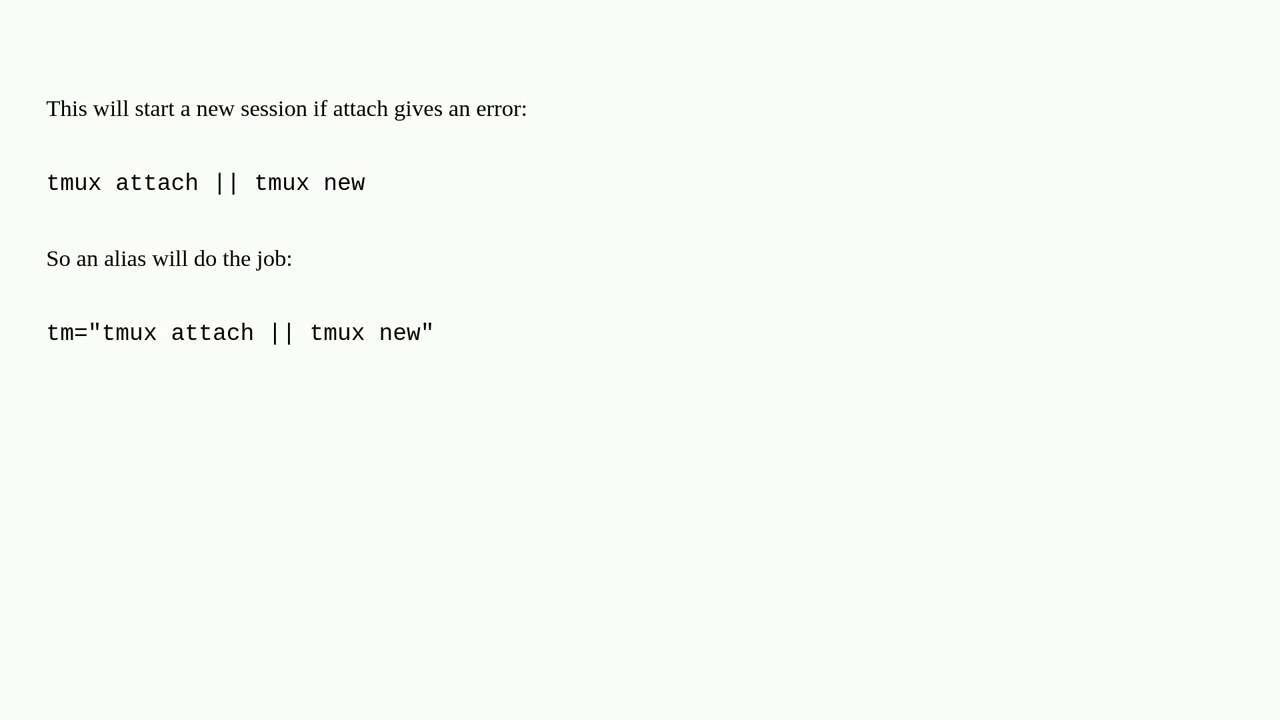 This will start a new session if attach gives an error:
tmux attach || tmux new
So an alias will do the job:
tm="tmux attach || tmux new"